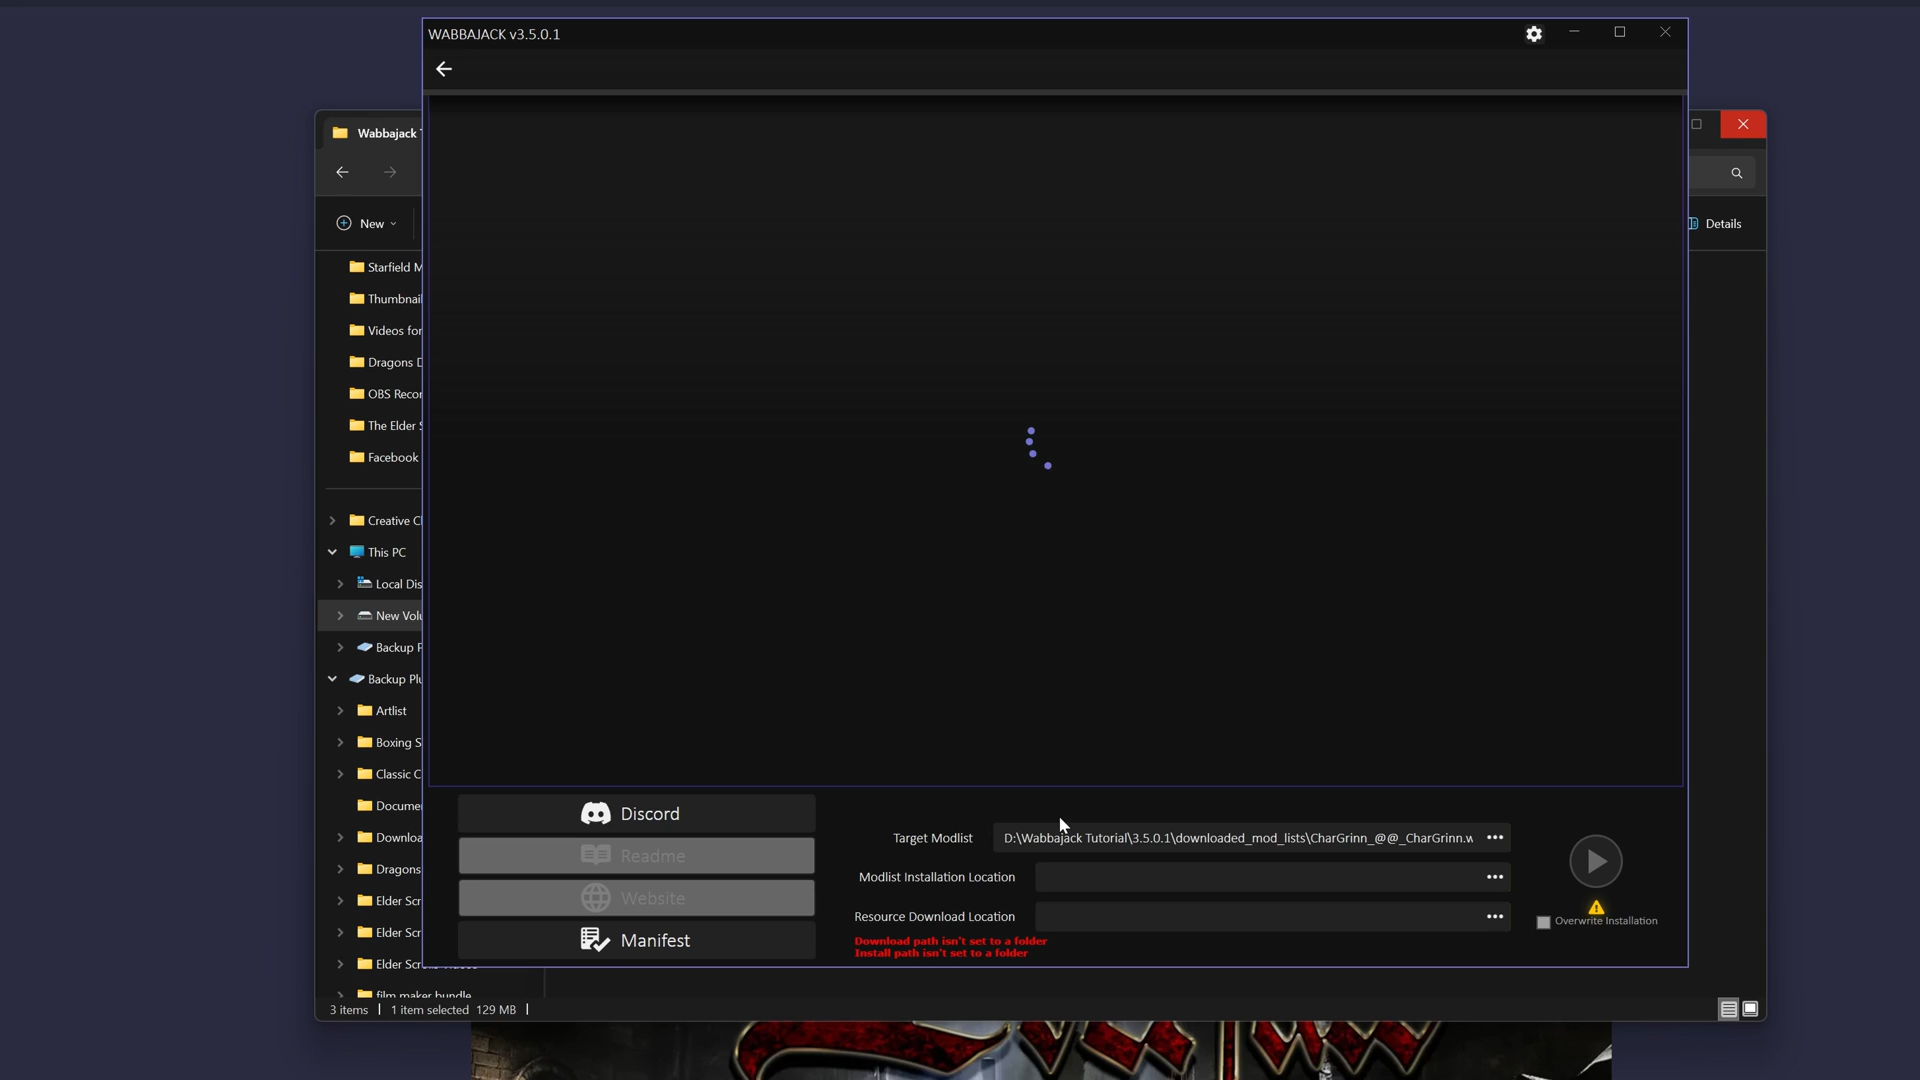 WABBAJACK v3.5.0.1
Wabbajack
New
Details
Starfield M
Thumbnail
Videos for
Dragons D
OBS Recor
The Elder S
Facebook
Creative Cl
This PC
Local Dis
New Volu
Backup P
Backup Plu
Artlist
Boxing S
Classic C
Docume
Downloa
Dragons
Elder Scr
Elder Scr
Elder Scr
film maker bundle
Discord
Readme
Website
Manifest
Target Modlist
D:\Wabbajack Tutorial\3.5.0.1\downloaded_mod_lists\CharGrinn_@@_CharGrinn.w
Modlist Installation Location
Resource Download Location
Download path isn't set to a folder
Install path isn't set to a folder
Overwrite Installation
3 items
1 item selected 129 MB